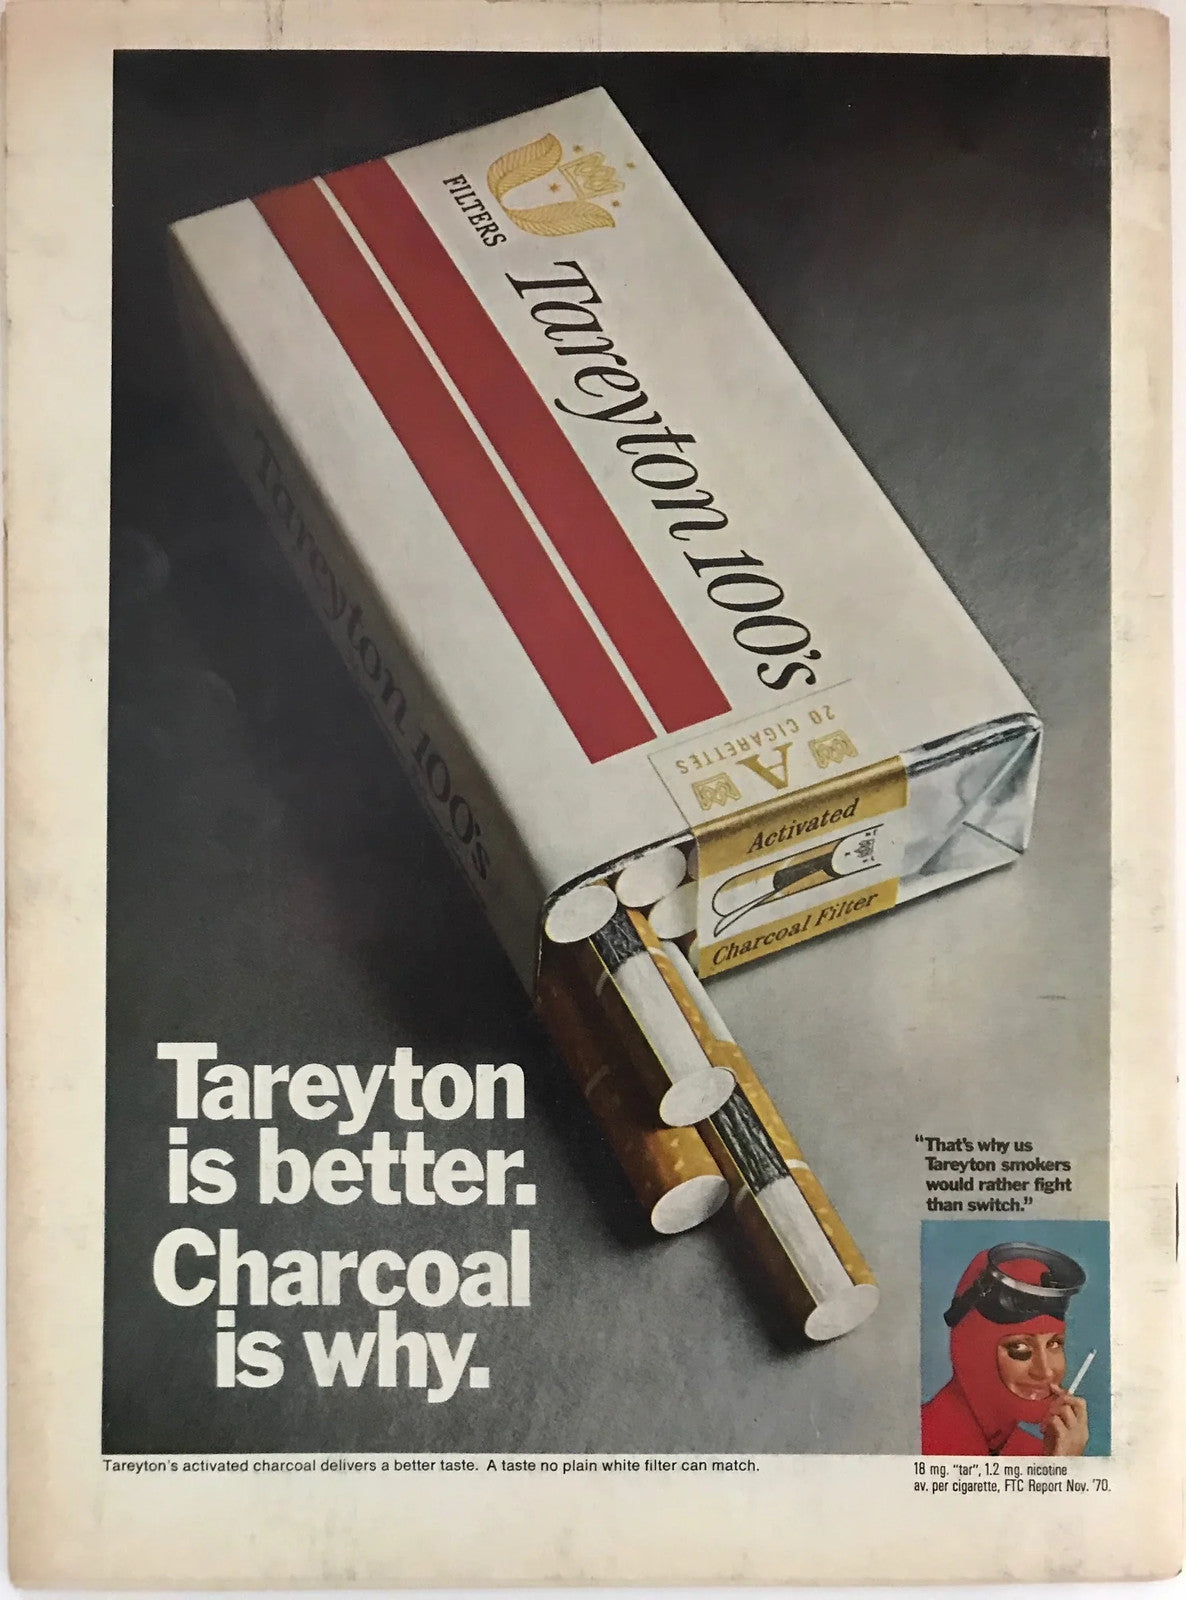 FILTERS
Tareyton 100's
Tareyton 100's
20 CIGARETTES
A
Activated
Charcoal Filter
Tareyton
is better.
Charcoal
is why.
"That's why us
Tareyton smokers
would rather fight
than switch."
Tareyton's activated charcoal delivers a better taste. A taste no plain white filter can match.
18 mg. "tar", 1.2 mg. nicotine
av. per cigarette, FTC Report Nov. '70.